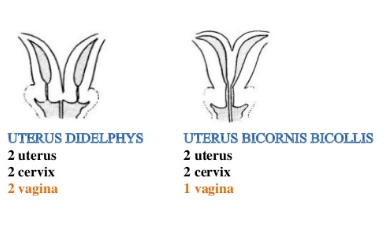 UTERUS DIDELPHYS
2 uterus
2 cervix
2 vagina
UTERUS BICORNIS BICOLLIS
2 uterus
2 cervix
1 vagina